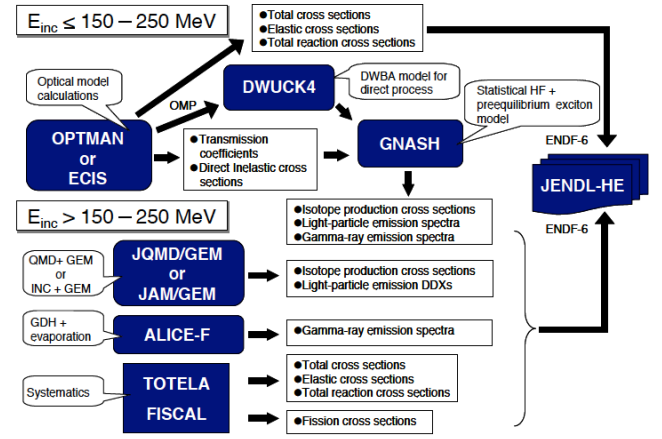 E inc ≤ 150 – 250 MeV
●Total cross sections
●Elastic cross sections
●Total reaction cross sections
Optical model
calculations
OMP
DWUCK4
DWBA model for
direct process
Statistical HF +
preequilibrium exciton
model
OPTMAN
or
ECIS
●Transmission
coefficients
●Direct Inelastic cross
sections
GNASH
ENDF-6
JENDL-HE
ENDF-6
E inc > 150 – 250 MeV
●Isotope production cross sections
●Light-particle emission spectra
●Gamma-ray emission spectra
QMD+ GEM
or
INC + GEM
JQMD/GEM
or
JAM/GEM
●Isotope production cross sections
●Light-particle emission DDXs
GDH +
evaporation
ALICE-F
●Gamma-ray emission spectra
Systematics
TOTELA
FISCAL
●Total cross sections
●Elastic cross sections
●Total reaction cross sections
●Fission cross sections